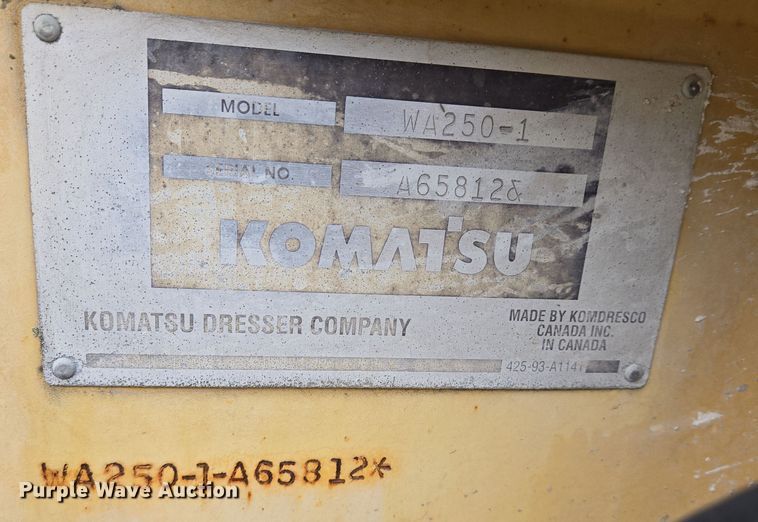 MODEL
WA250-1
SERIAL NO.
A65812&
KOMATSU
KOMATSU DRESSER COMPANY
MADE BY KOMDRESCO
CANADA INC.
IN CANADA
425-93-A1141
WA250-1-A65812*
Purple Wave Auction